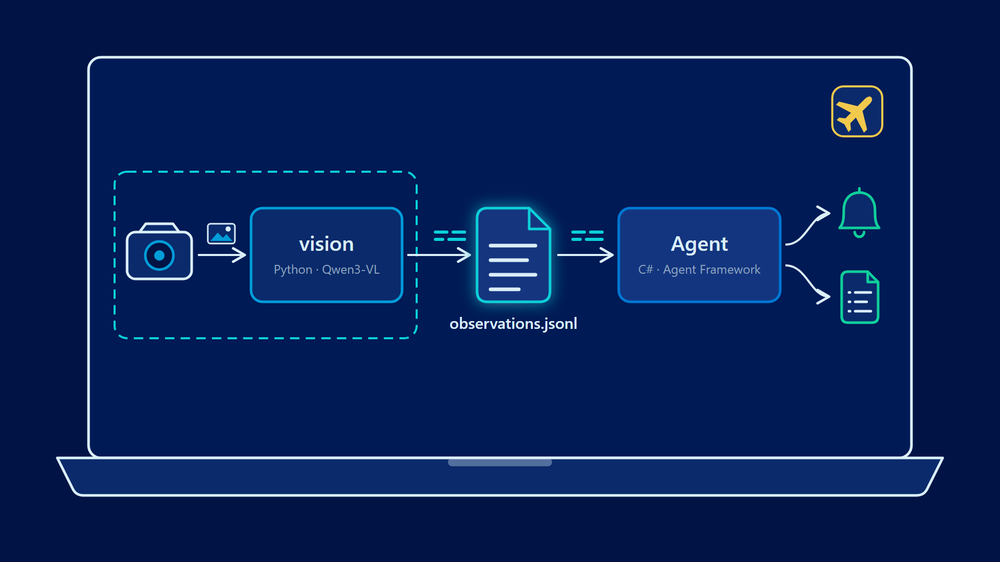 vision
Python · Qwen3-VL
observations.jsonl
Agent
C# · Agent Framework